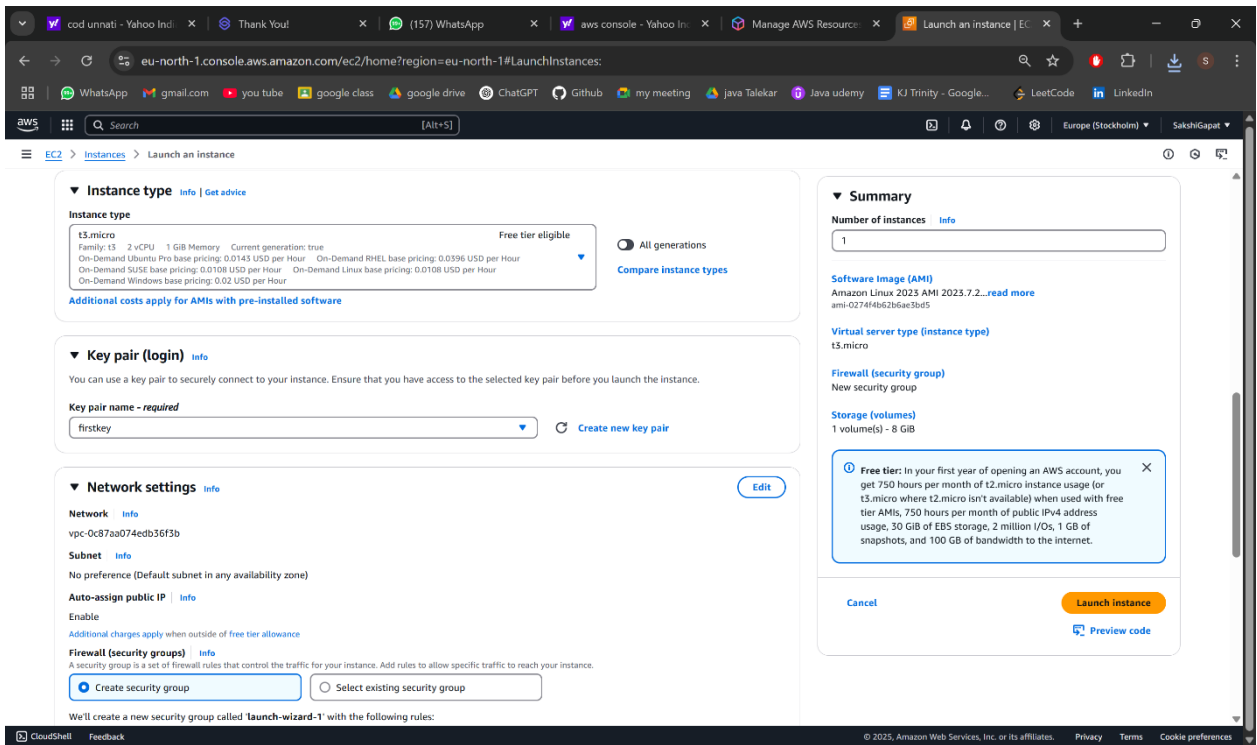 cod unnati - Yahoo Indi
Thank You!
(157) WhatsApp
aws console - Yahoo Inc
Manage AWS Resource
Launch an instance | EC
eu-north-1.console.aws.amazon.com/ec2/home?region=eu-north-1#LaunchInstances:
S
WhatsApp
gmail.com
you tube
google class
google drive
ChatGPT
Github
my meeting
java Talekar
Java udemy
KJ Trinity - Google...
LeetCode
LinkedIn
aws
Search
[Alt+S]
Europe (Stockholm)
SakshiGapat
EC2 > Instances > Launch an instance
Instance type Info | Get advice
Instance type
t3.micro
Free tier eligible
Family: t3 2 vCPU 1 GiB Memory Current generation: true
On-Demand Ubuntu Pro base pricing: 0.0143 USD per Hour On-Demand RHEL base pricing: 0.0396 USD per Hour
On-Demand SUSE base pricing: 0.0108 USD per Hour On-Demand Linux base pricing: 0.0108 USD per Hour
On-Demand Windows base pricing: 0.02 USD per Hour
All generations
Compare instance types
Additional costs apply for AMIs with pre-installed software
Key pair (login) Info
You can use a key pair to securely connect to your instance. Ensure that you have access to the selected key pair before you launch the instance.
Key pair name - required
firstkey
Create new key pair
Network settings Info
Edit
Network Info
vpc-0c87aa074edb36f3b
Subnet Info
No preference (Default subnet in any availability zone)
Auto-assign public IP Info
Enable
Additional charges apply when outside of free tier allowance
Firewall (security groups) Info
A security group is a set of firewall rules that control the traffic for your instance. Add rules to allow specific traffic to reach your instance.
Create security group
Select existing security group
We'll create a new security group called 'launch-wizard-1' with the following rules:
Summary
Number of instances Info
1
Software Image (AMI)
Amazon Linux 2023 AMI 2023.7.2...read more
ami-0274f4b62b6ae3bd5
Virtual server type (instance type)
t3.micro
Firewall (security group)
New security group
Storage (volumes)
1 volume(s) - 8 GiB
Free tier: In your first year of opening an AWS account, you
get 750 hours per month of t2.micro instance usage (or
t3.micro where t2.micro isn't available) when used with free
tier AMIs, 750 hours per month of public IPv4 address
usage, 30 GiB of EBS storage, 2 million I/Os, 1 GB of
snapshots, and 100 GB of bandwidth to the internet.
Cancel
Launch instance
Preview code
CloudShell
Feedback
© 2025, Amazon Web Services, Inc. or its affiliates.
Privacy
Terms
Cookie preferences